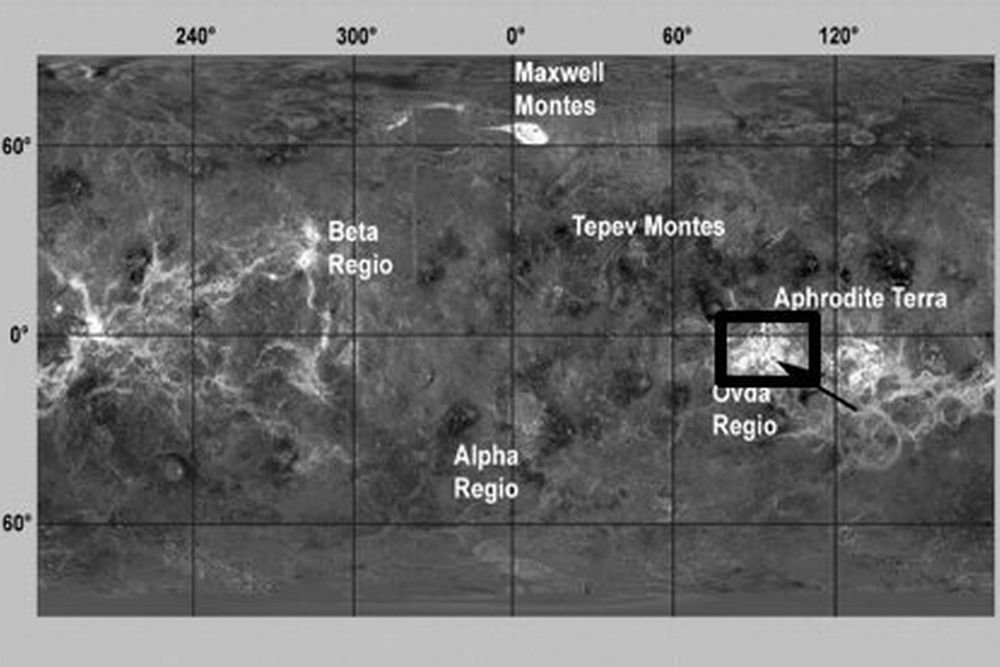 240° 300° 0° 60° 120°
Maxwell
Montes
60°
Tepev Montes
Beta
Regio
Aphrodite Terra
0°
Ovda
Regio
Alpha
Regio
60°